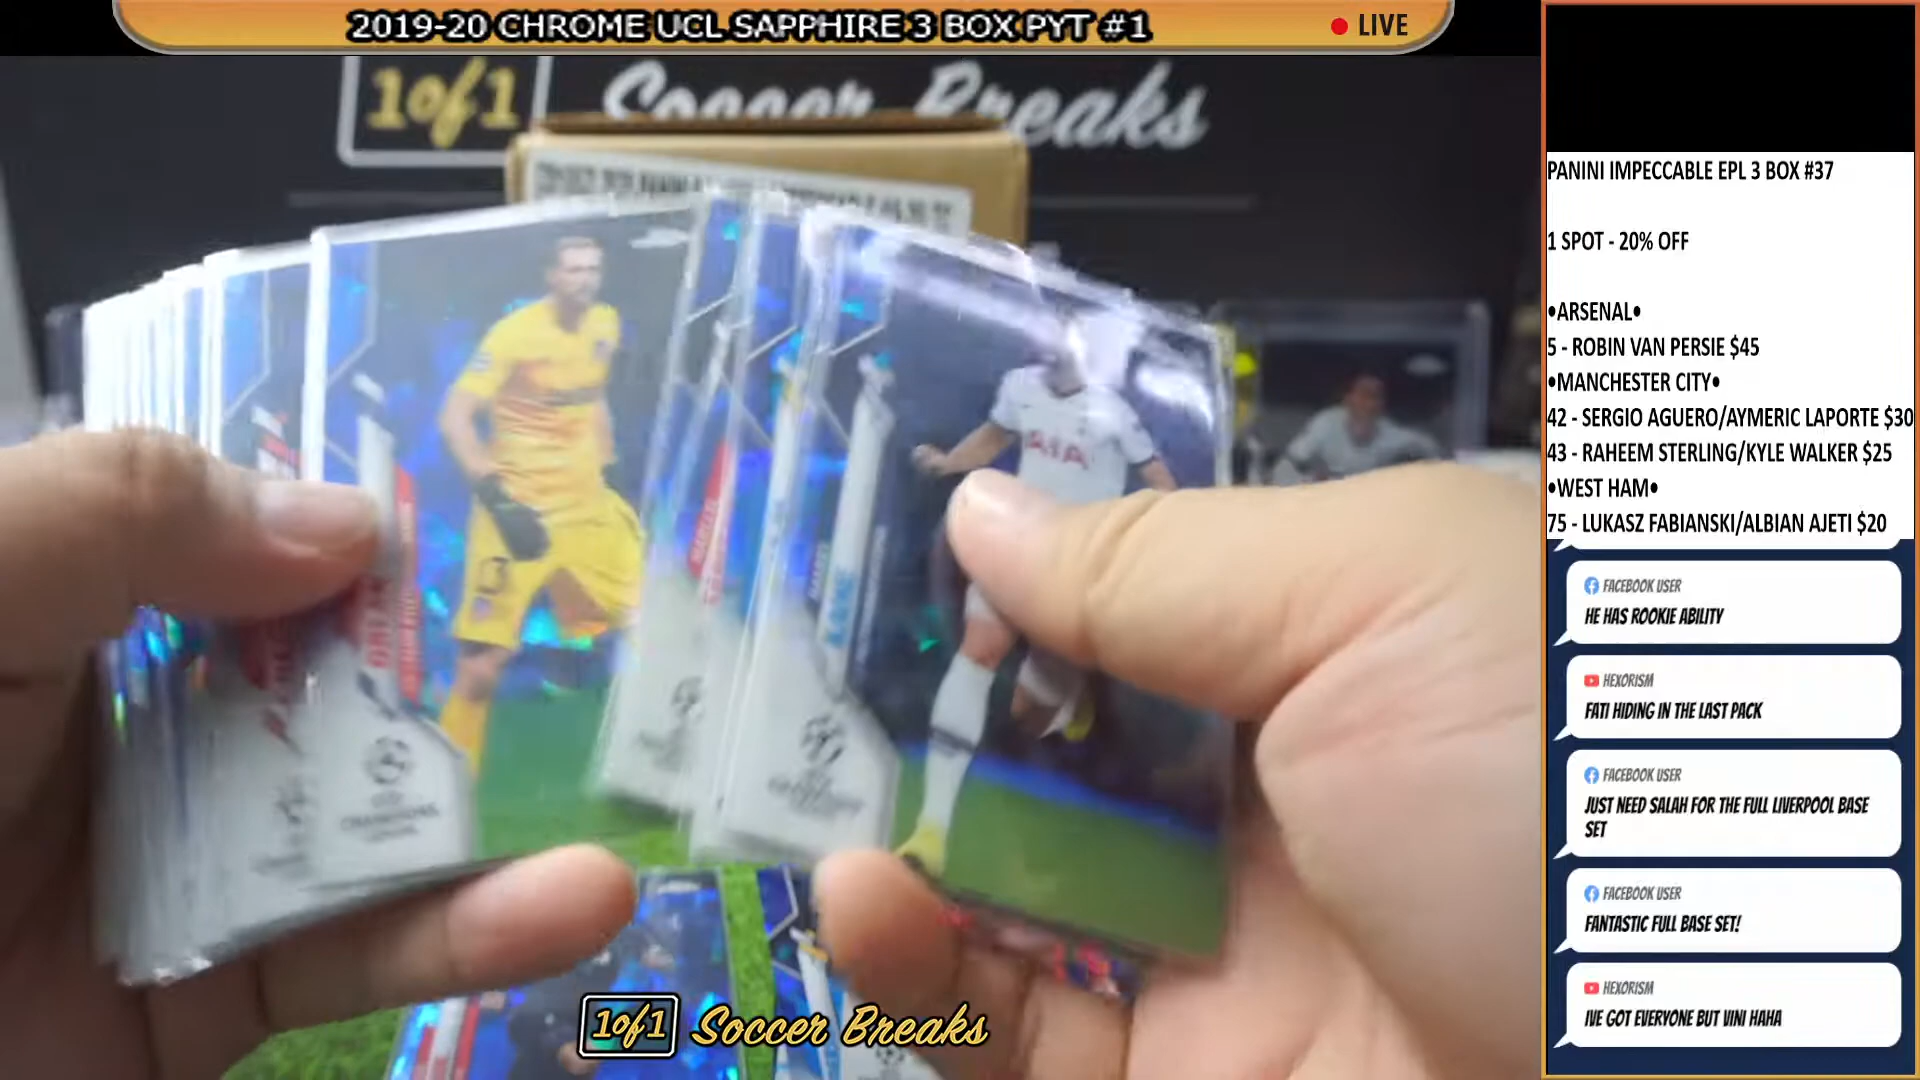 2019-20 CHROME UCL SAPPHIRE 3 BOX PYT #1
LIVE
1of1 Soccer Breaks
PANINI IMPECCABLE EPL 3 BOX #37
1 SPOT - 20% OFF
•ARSENAL•
5 - ROBIN VAN PERSIE $45
•MANCHESTER CITY•
42 - SERGIO AGUERO/AYMERIC LAPORTE $30
43 - RAHEEM STERLING/KYLE WALKER $25
•WEST HAM•
75 - LUKASZ FABIANSKI/ALBIAN AJETI $20
FACEBOOK USER
HE HAS ROOKIE ABILITY
HEXORISM
FATI HIDING IN THE LAST PACK
FACEBOOK USER
JUST NEED SALAH FOR THE FULL LIVERPOOL BASE
SET
FACEBOOK USER
FANTASTIC FULL BASE SET!
HEXORISM
IVE GOT EVERYONE BUT VINI HAHA
AIA
13
KANE
CHAMPIONS
1of1 Soccer Breaks